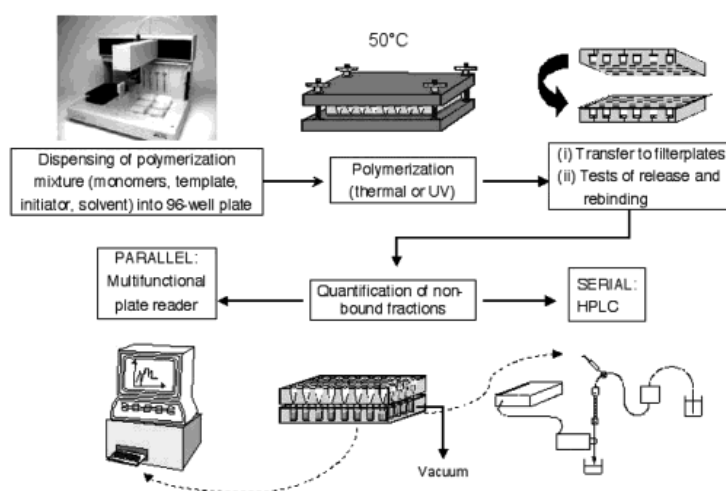 50°C
Dispensing of polymerization
mixture (monomers, template,
initiator, solvent) into 96-well plate
Polymerization
(thermal or UV)
(i) Transfer to filterplates
(ii) Tests of release and
rebinding
PARALLEL:
Multifunctional
plate reader
Quantification of non-
bound fractions
SERIAL:
HPLC
Vacuum